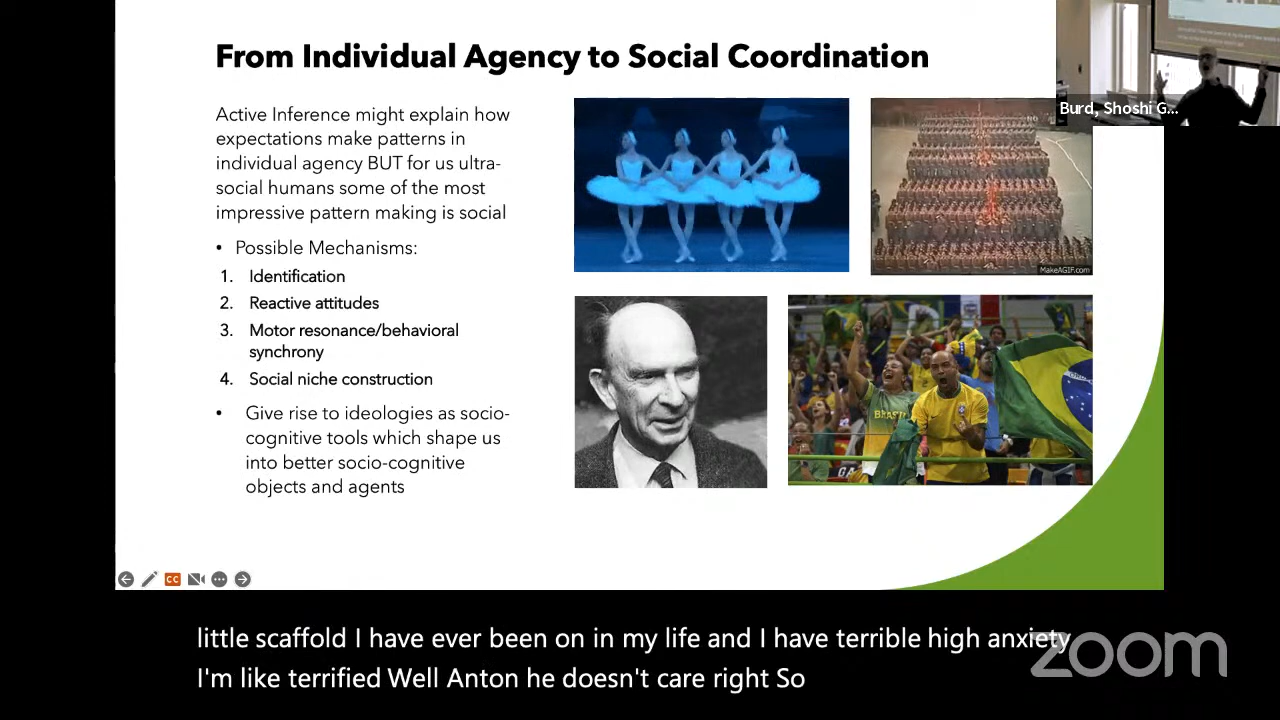 From Individual Agency to Social Coordination
Burd, Shoshi G...
Active Inference might explain how
expectations make patterns in
individual agency BUT for us ultra-
social humans some of the most
impressive pattern making is social
• Possible Mechanisms:
1. Identification
2. Reactive attitudes
3. Motor resonance/behavioral
synchrony
4. Social niche construction
• Give rise to ideologies as socio-
cognitive tools which shape us
into better socio-cognitive
objects and agents
MakeAGIF.com
BRASIL
GA
CC
little scaffold I have ever been on in my life and I have terrible high anxiety
I'm like terrified Well Anton he doesn't care right So
zoom